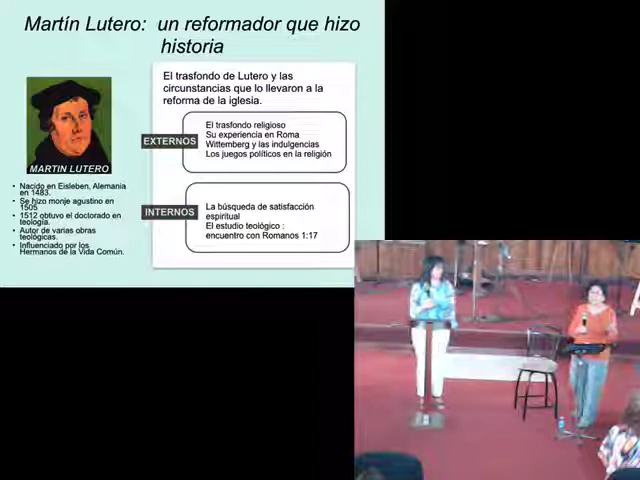 Martín Lutero: un reformador que hizo
historia
El trasfondo de Lutero y las
circunstancias que lo llevaron a la
reforma de la iglesia.
MARTIN LUTERO
EXTERNOS
El trasfondo religioso
Su experiencia en Roma
Wittemberg y las indulgencias
Los juegos políticos en la religión
INTERNOS
La búsqueda de satisfacción
espiritual
El estudio teológico :
encuentro con Romanos 1:17
• Nacido en Eisleben, Alemania
en 1483.
• Se hizo monje agustino en
1505
• 1512 obtuvo el doctorado en
teología.
• Autor de varias obras
teológicas.
• Influenciado por los
Hermanos de la Vida Común.